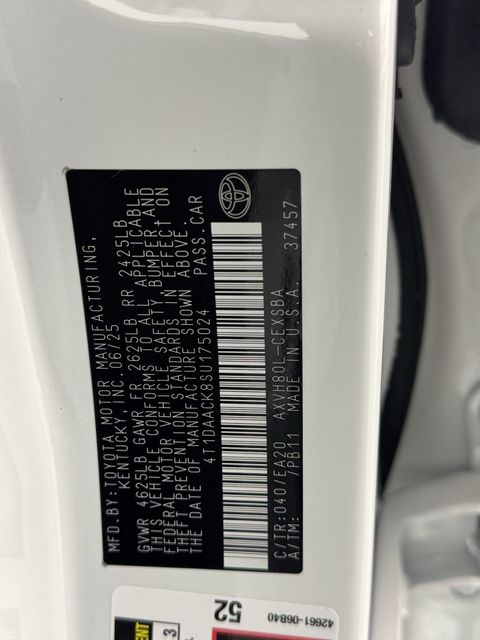 MFD.BY:TOYOTA MOTOR MANUFACTURING,
KENTUCKY, INC. 06/25
GVWR 4625LB GAWR FR 2625LB RR 2425LB
THIS VEHICLE CONFORMS TO ALL APPLICABLE
FEDERAL MOTOR VEHICLE SAFETY, BUMPER AND
THEFT PREVENTION STANDARDS IN EFFECT ON
THE DATE OF MANUFACTURE SHOWN ABOVE.
4T1DAACK8SU175024 PASS.CAR
C/TR:040/EA20 AXVH80L-CEXSBA
A/TM: /PB11 MADE IN U.S.A. 37457
52
42661-06B40